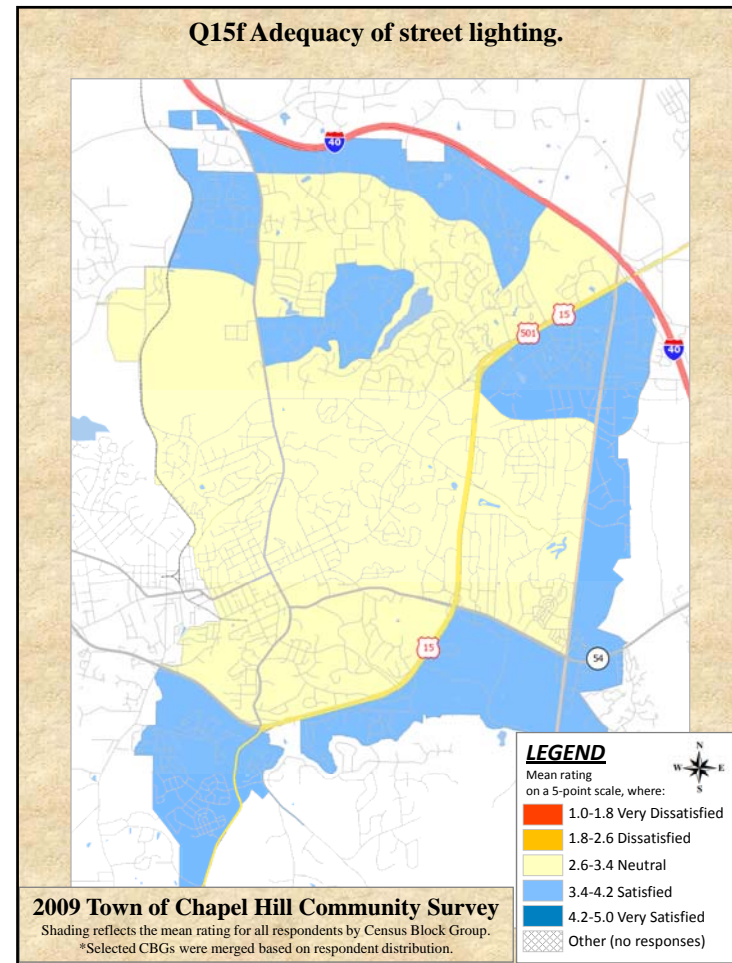 Q15f Adequacy of street lighting.
40
15
501
40
15
54
LEGEND
N
W E
S
Mean rating
on a 5-point scale, where:
1.0-1.8 Very Dissatisfied
1.8-2.6 Dissatisfied
2.6-3.4 Neutral
3.4-4.2 Satisfied
4.2-5.0 Very Satisfied
Other (no responses)
2009 Town of Chapel Hill Community Survey
Shading reflects the mean rating for all respondents by Census Block Group.
*Selected CBGs were merged based on respondent distribution.